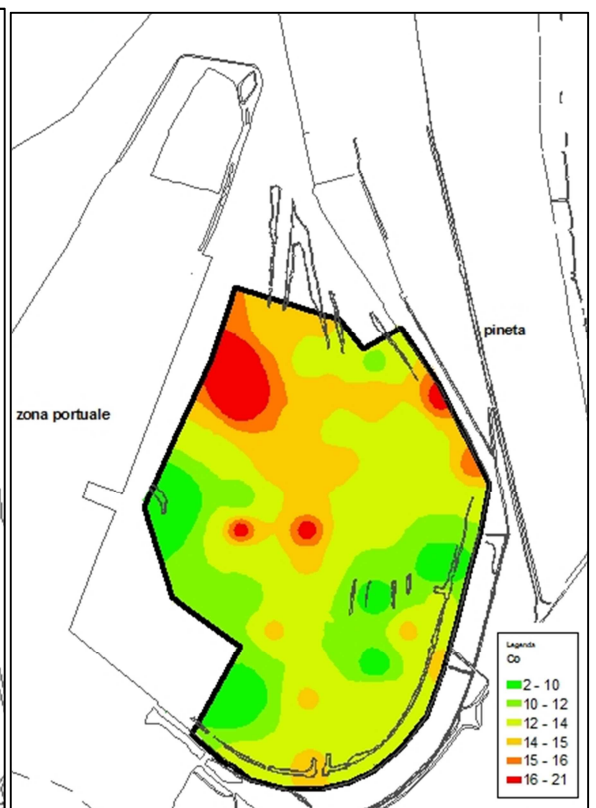 pineta
zona portuale
Legenda
Co
2 - 10
10 - 12
12 - 14
14 - 15
15 - 16
16 - 21